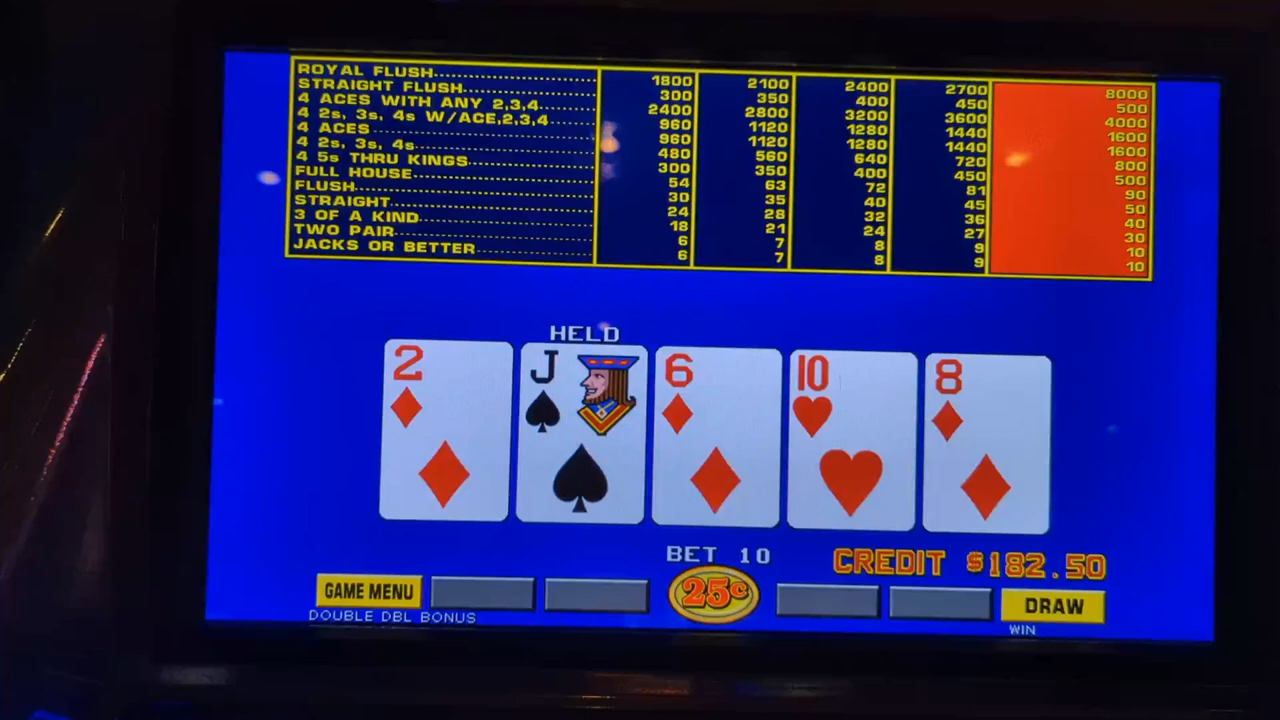 ROYAL FLUSH 1800 2100 2400 2700 8000
STRAIGHT FLUSH 300 350 400 450 500
4 ACES WITH ANY 2,3,4 2400 2800 3200 3600 4000
4 2s, 3s, 4s W/ACE,2,3,4 960 1120 1280 1440 1600
4 ACES 960 1120 1280 1440 1600
4 2s, 3s, 4s 480 560 640 720 800
4 5s THRU KINGS 300 350 400 450 500
FULL HOUSE 54 63 72 81 90
FLUSH 30 35 40 45 50
STRAIGHT 24 28 32 36 40
3 OF A KIND 18 21 24 27 30
TWO PAIR 6 7 8 9 10
JACKS OR BETTER 6 7 8 9 10
HELD
2 J 6 10 8
BET 10 CREDIT $182.50
GAME MENU 25¢ DRAW
DOUBLE DBL BONUS WIN